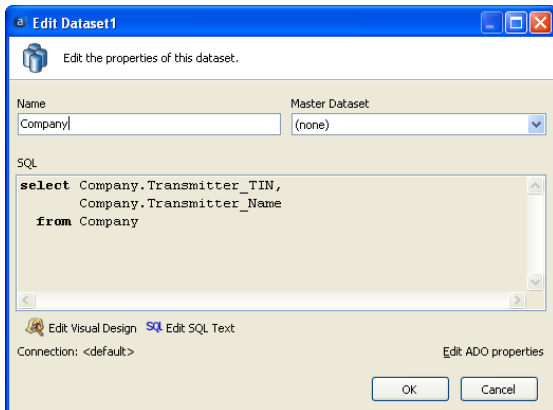 a Edit Dataset1
Edit the properties of this dataset.
Name
Master Dataset
Company
(none)
SQL
select Company.Transmitter_TIN,
Company.Transmitter_Name
from Company
Edit Visual Design SQL Edit SQL Text
Connection: <default>
Edit ADO properties
OK
Cancel